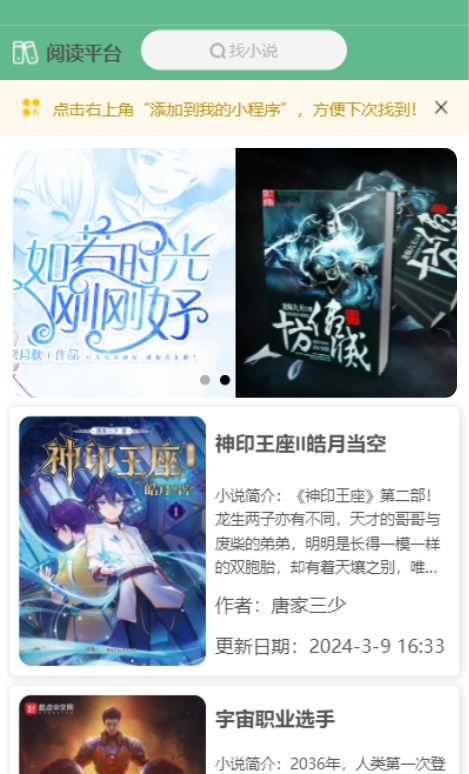 阅读平台
找小说
点击右上角“添加到我的小程序”，方便下次找到！
如若时光
刚刚好
月耿 作品
神印王座
皓月当空
1
神印王座II皓月当空
小说简介：《神印王座》第二部！
龙生两子亦有不同，天才的哥哥与
废柴的弟弟，明明是长得一模一样
的双胞胎，却有着天壤之别，唯...
作者：唐家三少
更新日期：2024-3-9 16:33
起点中文网
宇宙职业选手
小说简介：2036年，人类第一次登